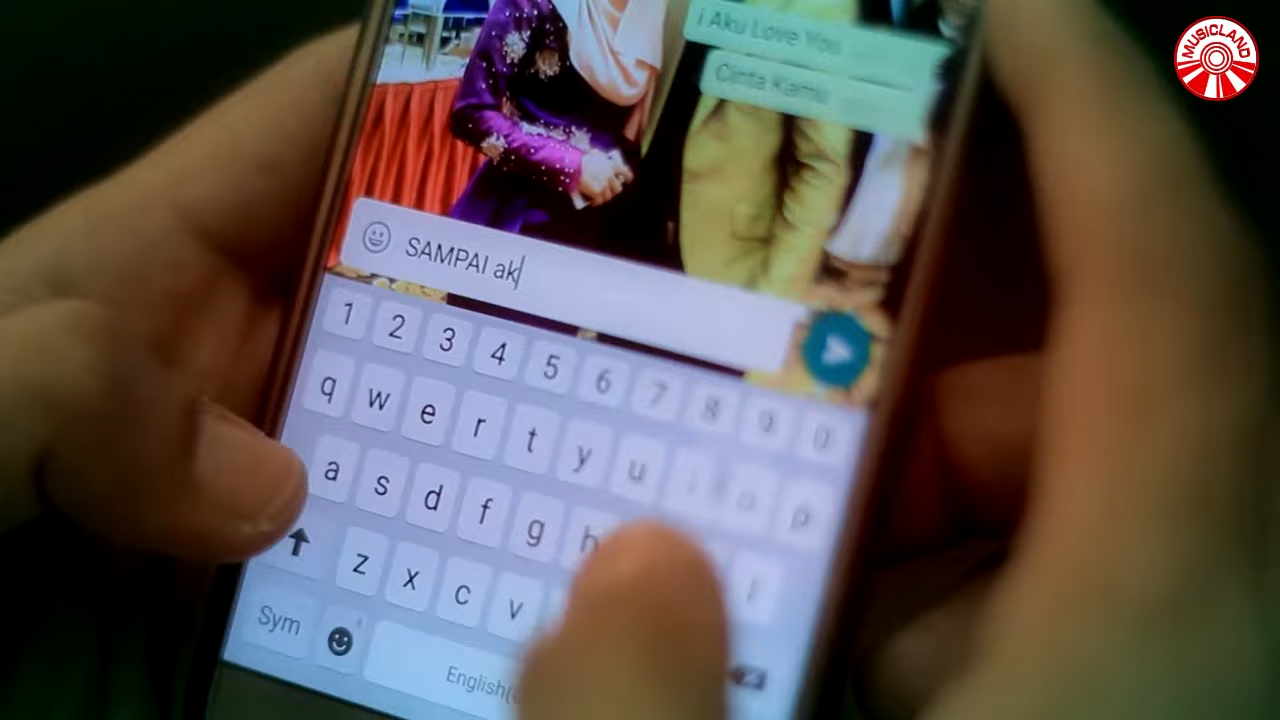 MUSICLAND
i Aku Love You
Cinta Kamu
SAMPAI ak
1 2 3 4 5 6 7 8 9 0
q w e r t y u i o p
a s d f g h l
z x c v
Sym
English(